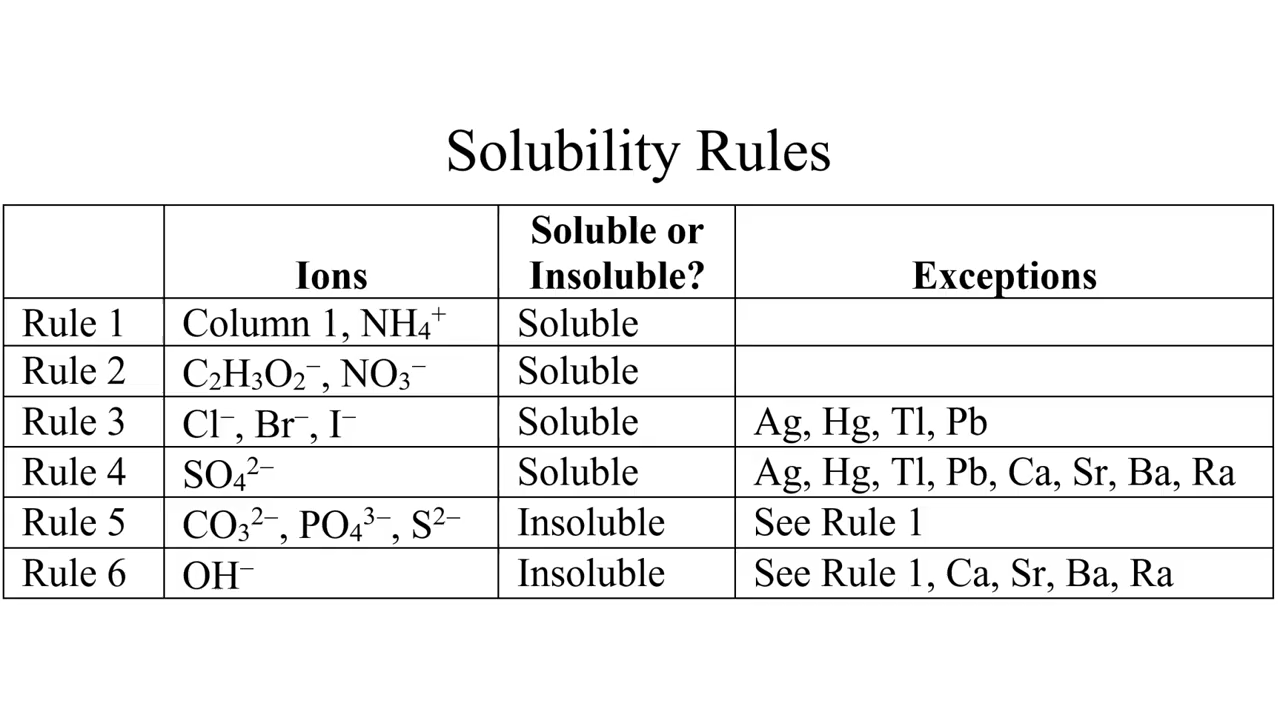 Solubility Rules
Ions Soluble or Insoluble? Exceptions
Rule 1 Column 1, NH₄⁺ Soluble
Rule 2 C₂H₃O₂⁻, NO₃⁻ Soluble
Rule 3 Cl⁻, Br⁻, I⁻ Soluble Ag, Hg, Tl, Pb
Rule 4 SO₄²⁻ Soluble Ag, Hg, Tl, Pb, Ca, Sr, Ba, Ra
Rule 5 CO₃²⁻, PO₄³⁻, S²⁻ Insoluble See Rule 1
Rule 6 OH⁻ Insoluble See Rule 1, Ca, Sr, Ba, Ra